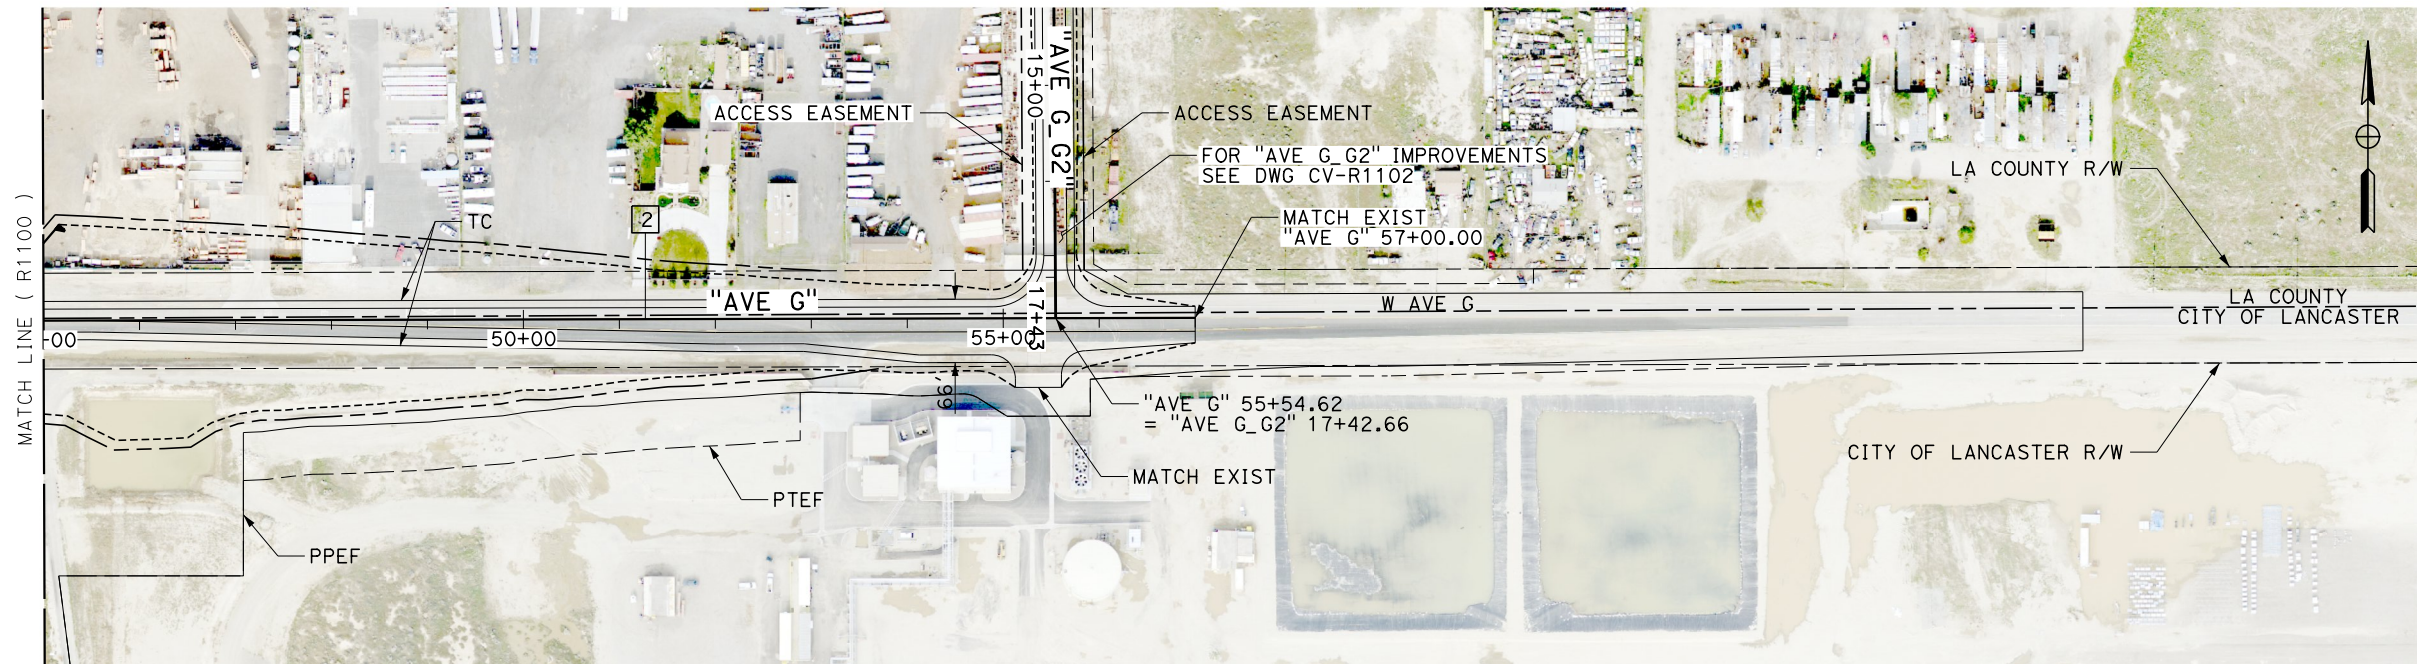 MATCH LINE ( R1100 )
ACCESS EASEMENT
15+00
"AVE G_G2"
ACCESS EASEMENT
FOR "AVE G_G2" IMPROVEMENTS
SEE DWG CV-R1102
LA COUNTY R/W
TC
2
MATCH EXIST
"AVE G" 57+00.00
"AVE G"
17+43
W AVE G
LA COUNTY
CITY OF LANCASTER
-00
50+00
55+00
66'
"AVE G" 55+54.62
= "AVE G_G2" 17+42.66
CITY OF LANCASTER R/W
MATCH EXIST
PTEF
PPEF